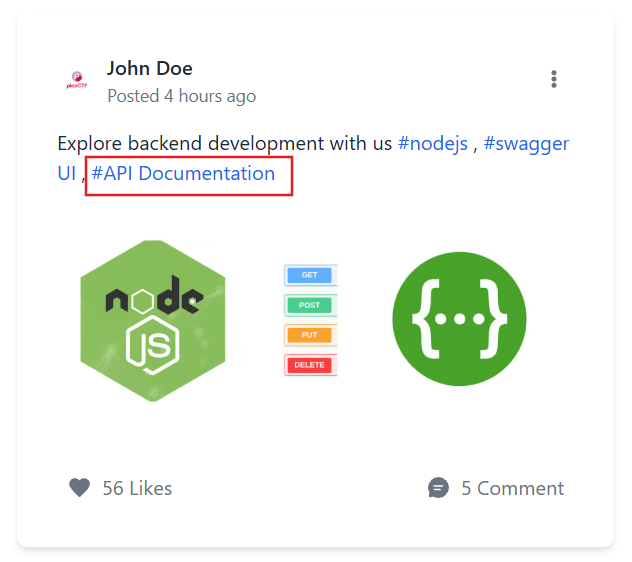 John Doe
picoCTF
Posted 4 hours ago
Explore backend development with us #nodejs , #swagger
UI , #API Documentation
node
JS
GET
POST
PUT
DELETE
{...}
56 Likes
5 Comment